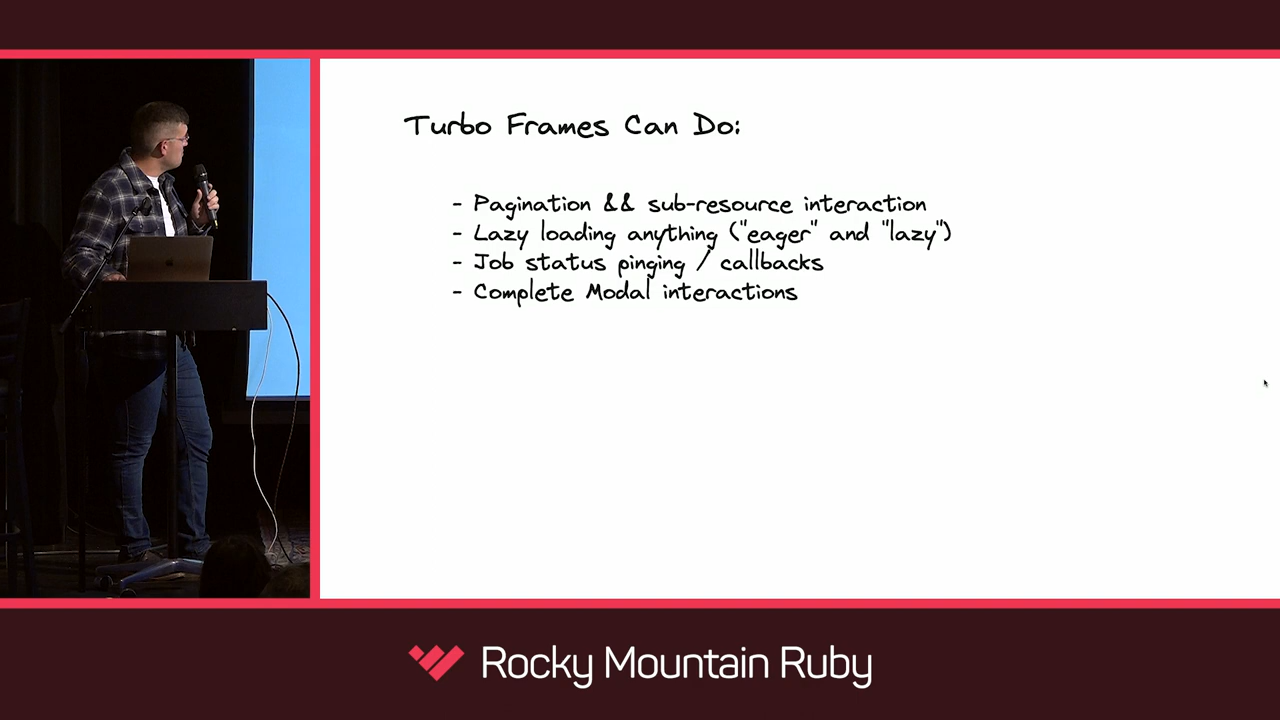 Turbo Frames Can Do:
- Pagination && sub-resource interaction
- Lazy loading anything ("eager" and "lazy")
- Job status pinging / callbacks
- Complete Modal interactions
Rocky Mountain Ruby